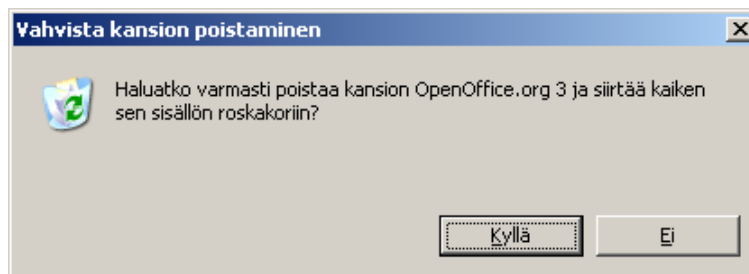 Vahvista kansion poistaminen
Haluatko varmasti poistaa kansion OpenOffice.org 3 ja siirtää kaiken
sen sisällön roskakoriin?
Kyllä Ei